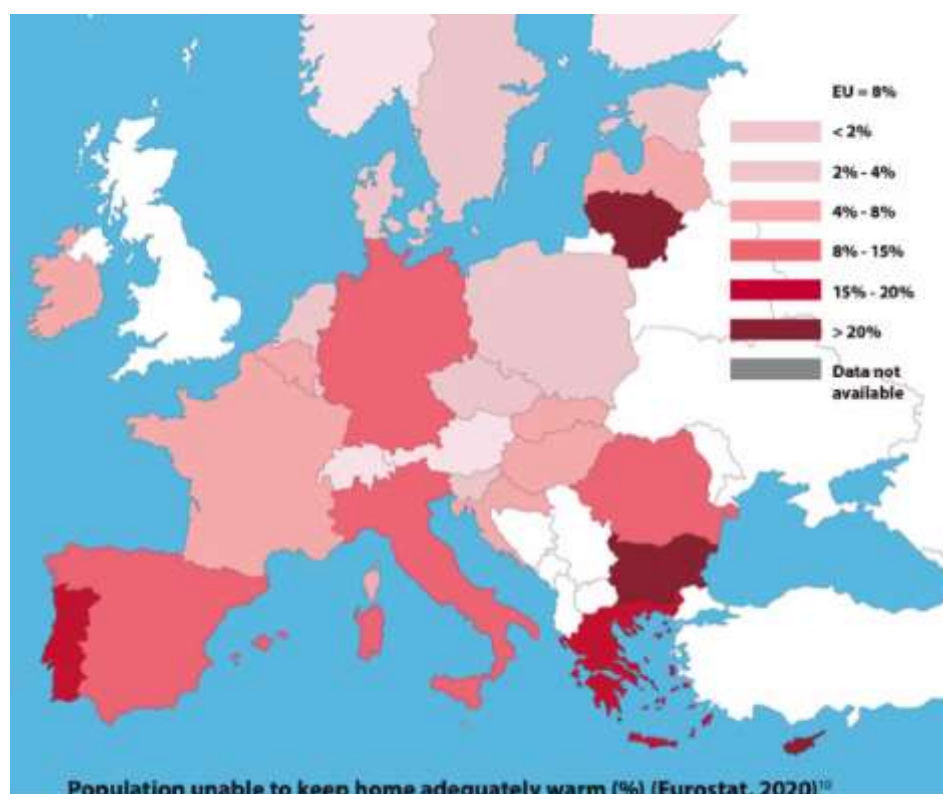 EU = 8%
< 2%
2% - 4%
4% - 8%
8% - 15%
15% - 20%
> 20%
Data not
available
Population unable to keep home adequately warm (%) (Eurostat, 2020)¹⁰